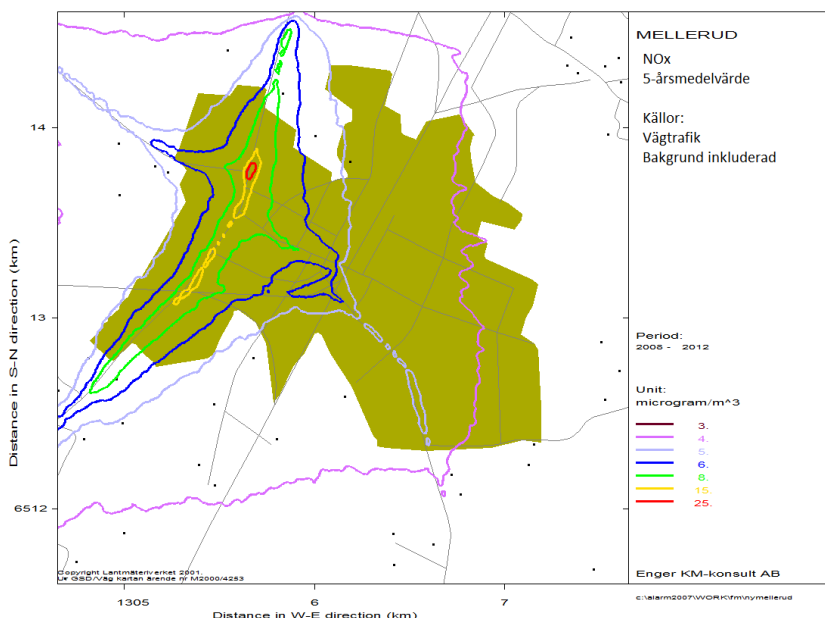 MELLERUD
NOx
5-årsmedelvärde
Källor:
Vägtrafik
Bakgrund inkluderad
Period:
2008 - 2012
Unit:
microgram/m^3
3.
4.
5.
6.
8.
15.
25.
Enger KM-konsult AB
c:\alarm2007\WORK\fm\nymellerud
Distance in S-N direction (km)
14
13
6512
Copyright Lantmäteriverket 2001.
Ur GSD/Väg kartan ärende nr M2000/4253
1305
6
7
Distance in W-E direction (km)